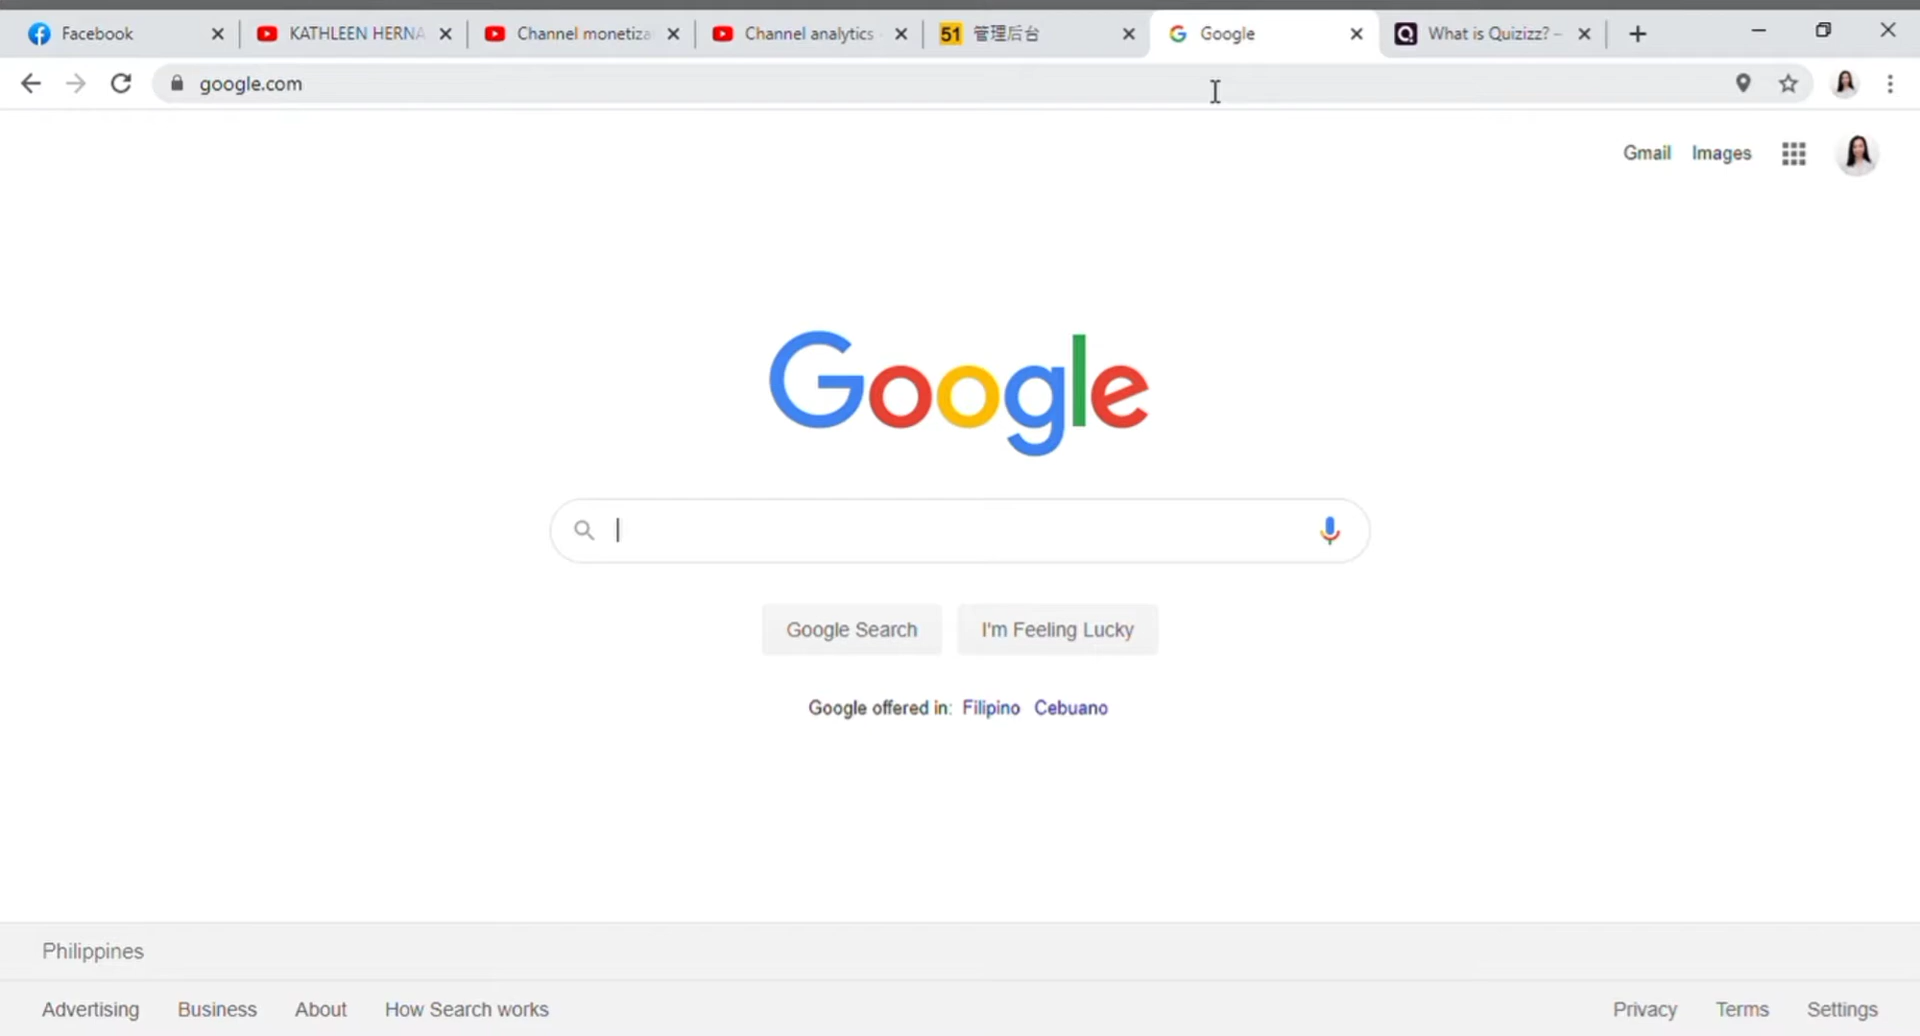 Facebook
KATHLEEN HERNA
Channel monetiza
Channel analytics
51 管理后台
Google
What is Quizizz? –
google.com
Gmail Images
Google
Google Search I'm Feeling Lucky
Google offered in: Filipino Cebuano
Philippines
Advertising Business About How Search works
Privacy Terms Settings